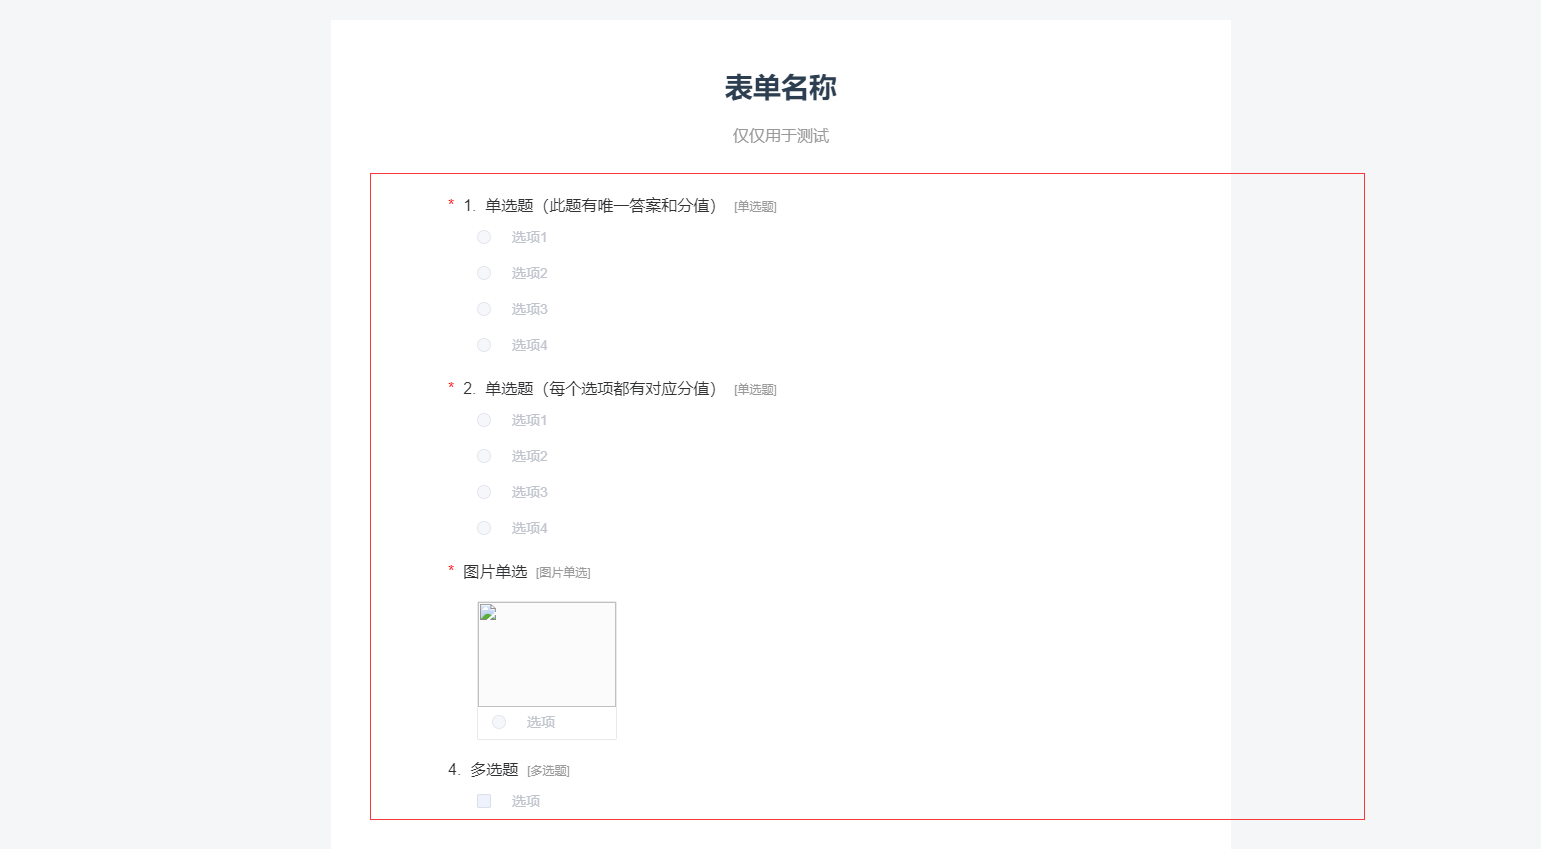 表单名称
仅仅用于测试
* 1. 单选题（此题有唯一答案和分值） [单选题]
选项1
选项2
选项3
选项4
* 2. 单选题（每个选项都有对应分值） [单选题]
选项1
选项2
选项3
选项4
* 图片单选 [图片单选]
选项
4. 多选题 [多选题]
选项